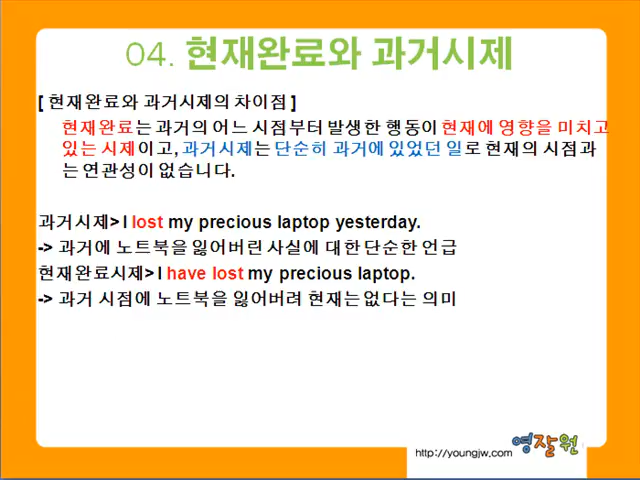 04. 현재완료와 과거시제
[ 현재완료와 과거시제의 차이점 ]
현재완료는 과거의 어느 시점부터 발생한 행동이 현재에 영향을 미치고
있는 시제이고, 과거시제는 단순히 과거에 있었던 일로 현재의 시점과
는 연관성이 없습니다.
과거시제> I lost my precious laptop yesterday.
-> 과거에 노트북을 잃어버린 사실에 대한 단순한 언급
현재완료시제> I have lost my precious laptop.
-> 과거 시점에 노트북을 잃어버려 현재는 없다는 의미
http://youngjw.com
영잘원